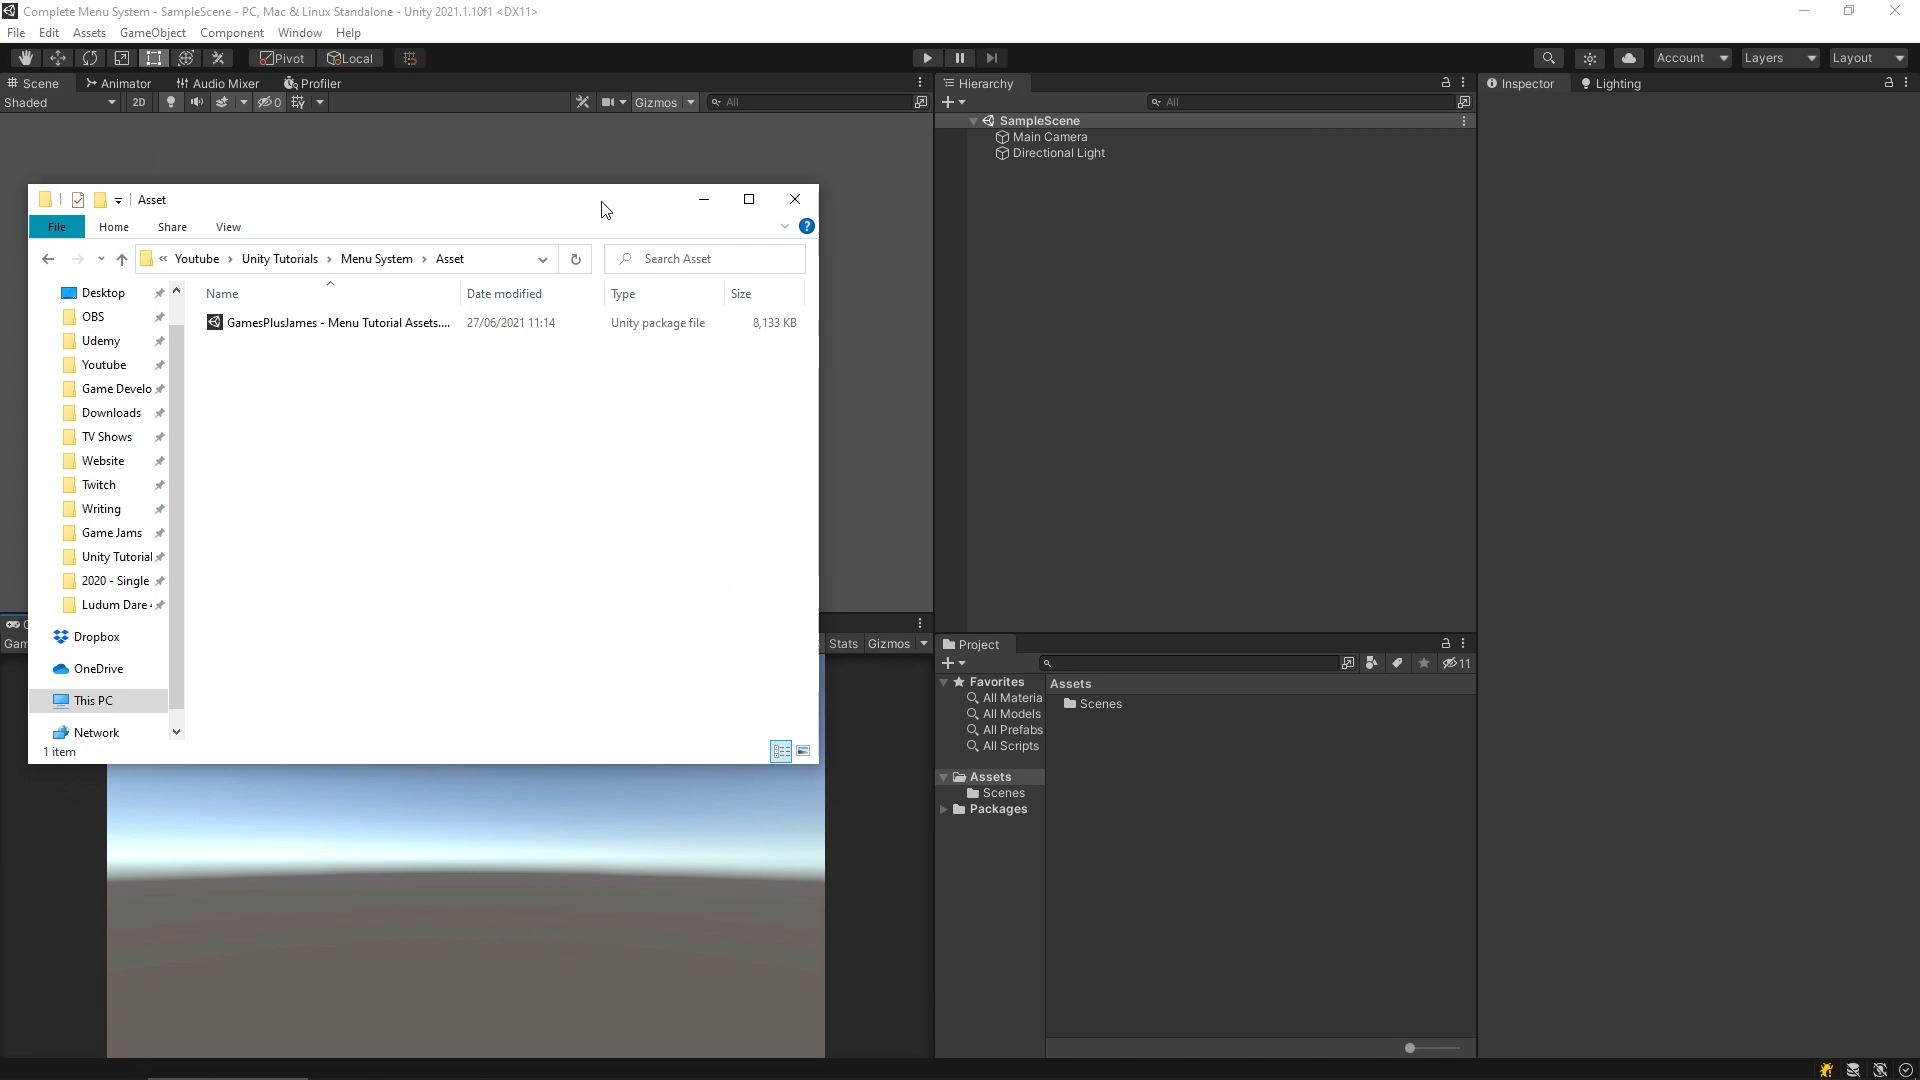 Complete Menu System - SampleScene - PC, Mac & Linux Standalone - Unity 2021.1.10f1 <DX11>
File Edit Assets GameObject Component Window Help
Pivot Local Account Layers Layout
Scene Animator Audio Mixer Profiler
Shaded 2D 0 Gizmos All
Hierarchy
All
SampleScene
Main Camera
Directional Light
Inspector Lighting
Asset
File Home Share View
« Youtube › Unity Tutorials › Menu System › Asset
Search Asset
Name Date modified Type Size
GamesPlusJames - Menu Tutorial Assets.... 27/06/2021 11:14 Unity package file 8,133 KB
Desktop
OBS
Udemy
Youtube
Game Develo
Downloads
TV Shows
Website
Twitch
Writing
Game Jams
Unity Tutorial
2020 - Single
Ludum Dare
Dropbox
OneDrive
This PC
Network
1 item
Gam
Stats Gizmos
Project
11
Favorites
All Materia
All Models
All Prefabs
All Scripts
Assets
Scenes
Packages
Assets
Scenes